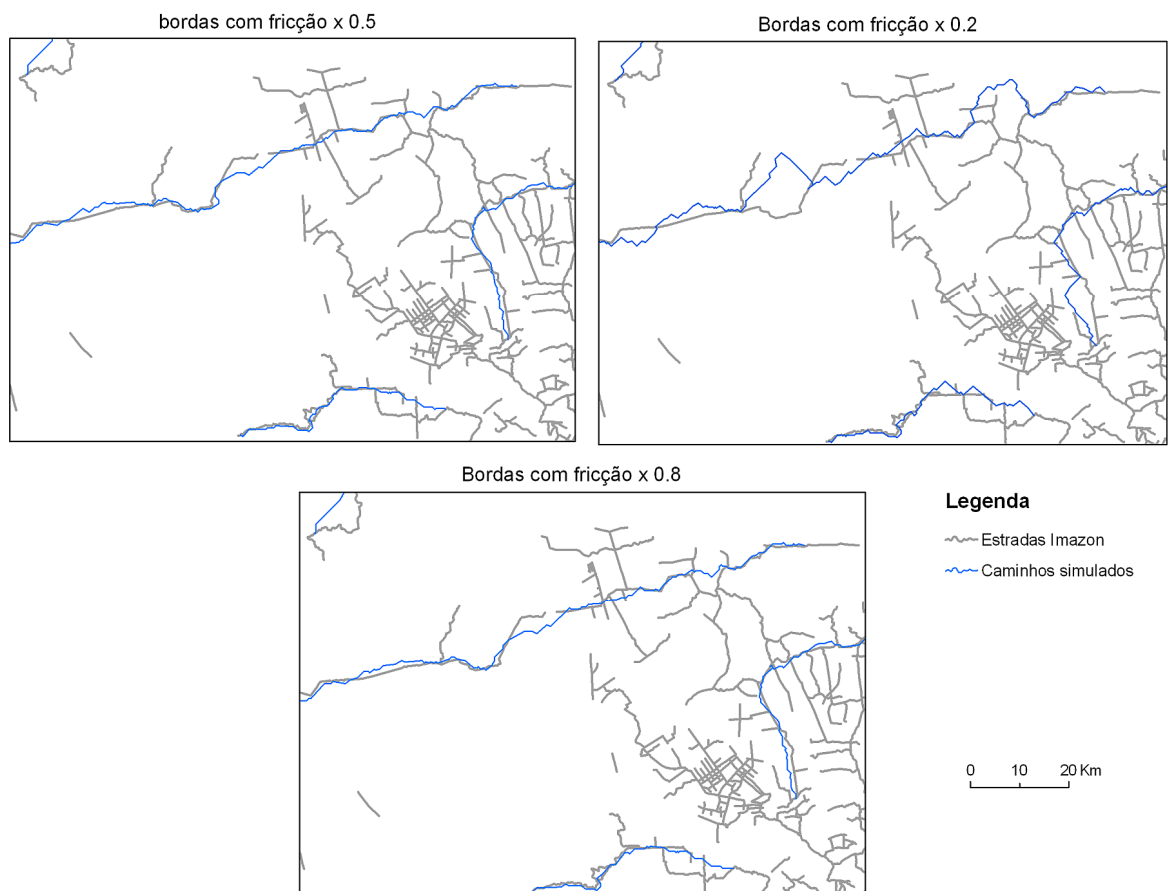 bordas com fricção x 0.5
Bordas com fricção x 0.2
Bordas com fricção x 0.8
Legenda
Estradas Imazon
Caminhos simulados
0 10 20 Km